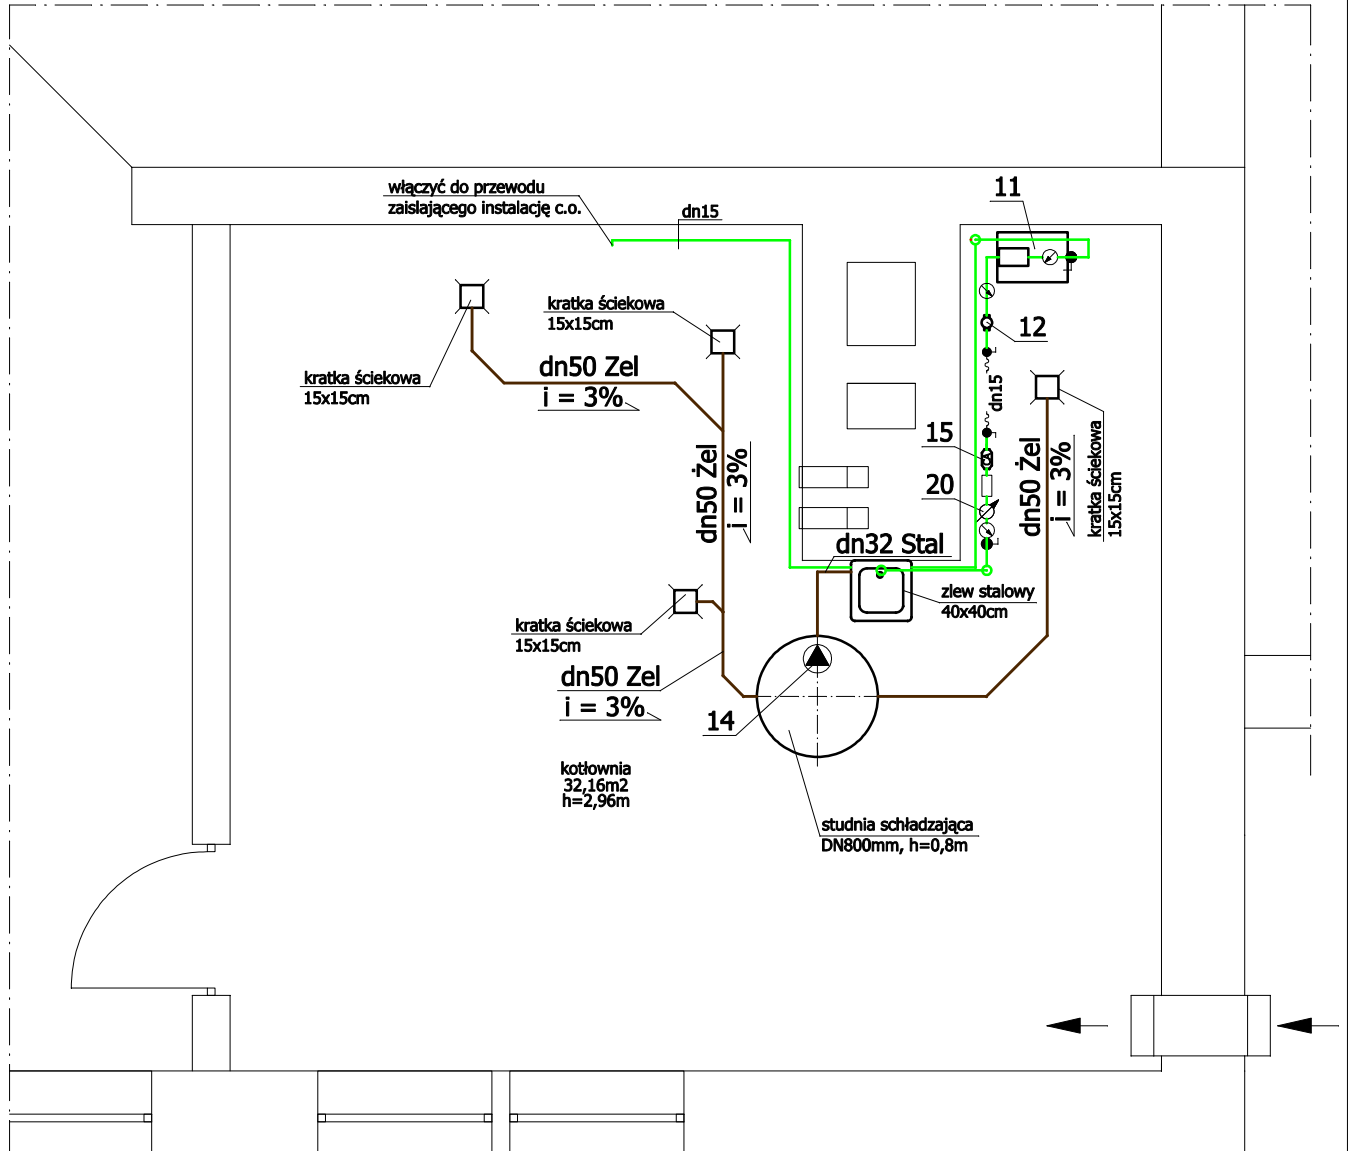 włączyć do przewodu
zaislającego instalację c.o.
dn15
11
kratka ściekowa
15x15cm
12
kratka ściekowa
15x15cm
dn50 Zel
i = 3%
dn15
15
dn50 Żel
i = 3%
20
dn50 Żel
i = 3%
kratka ściekowa
15x15cm
dn32 Stal
zlew stalowy
40x40cm
kratka ściekowa
15x15cm
dn50 Zel
i = 3%
14
kotłownia
32,16m2
h=2,96m
studnia schładzająca
DN800mm, h=0,8m